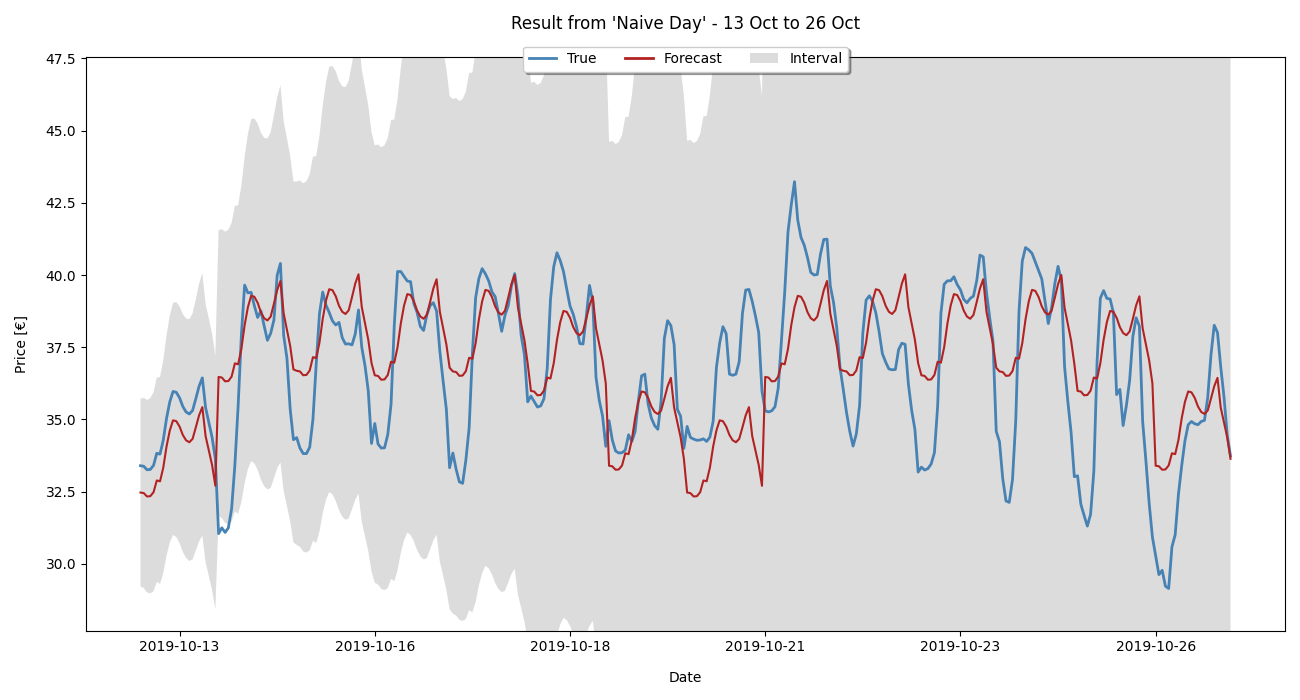 Result from 'Naive Day' - 13 Oct to 26 Oct
True
Forecast
Interval
47.5
45.0
42.5
40.0
37.5
35.0
32.5
30.0
Price [€]
2019-10-13
2019-10-16
2019-10-18
2019-10-21
2019-10-23
2019-10-26
Date